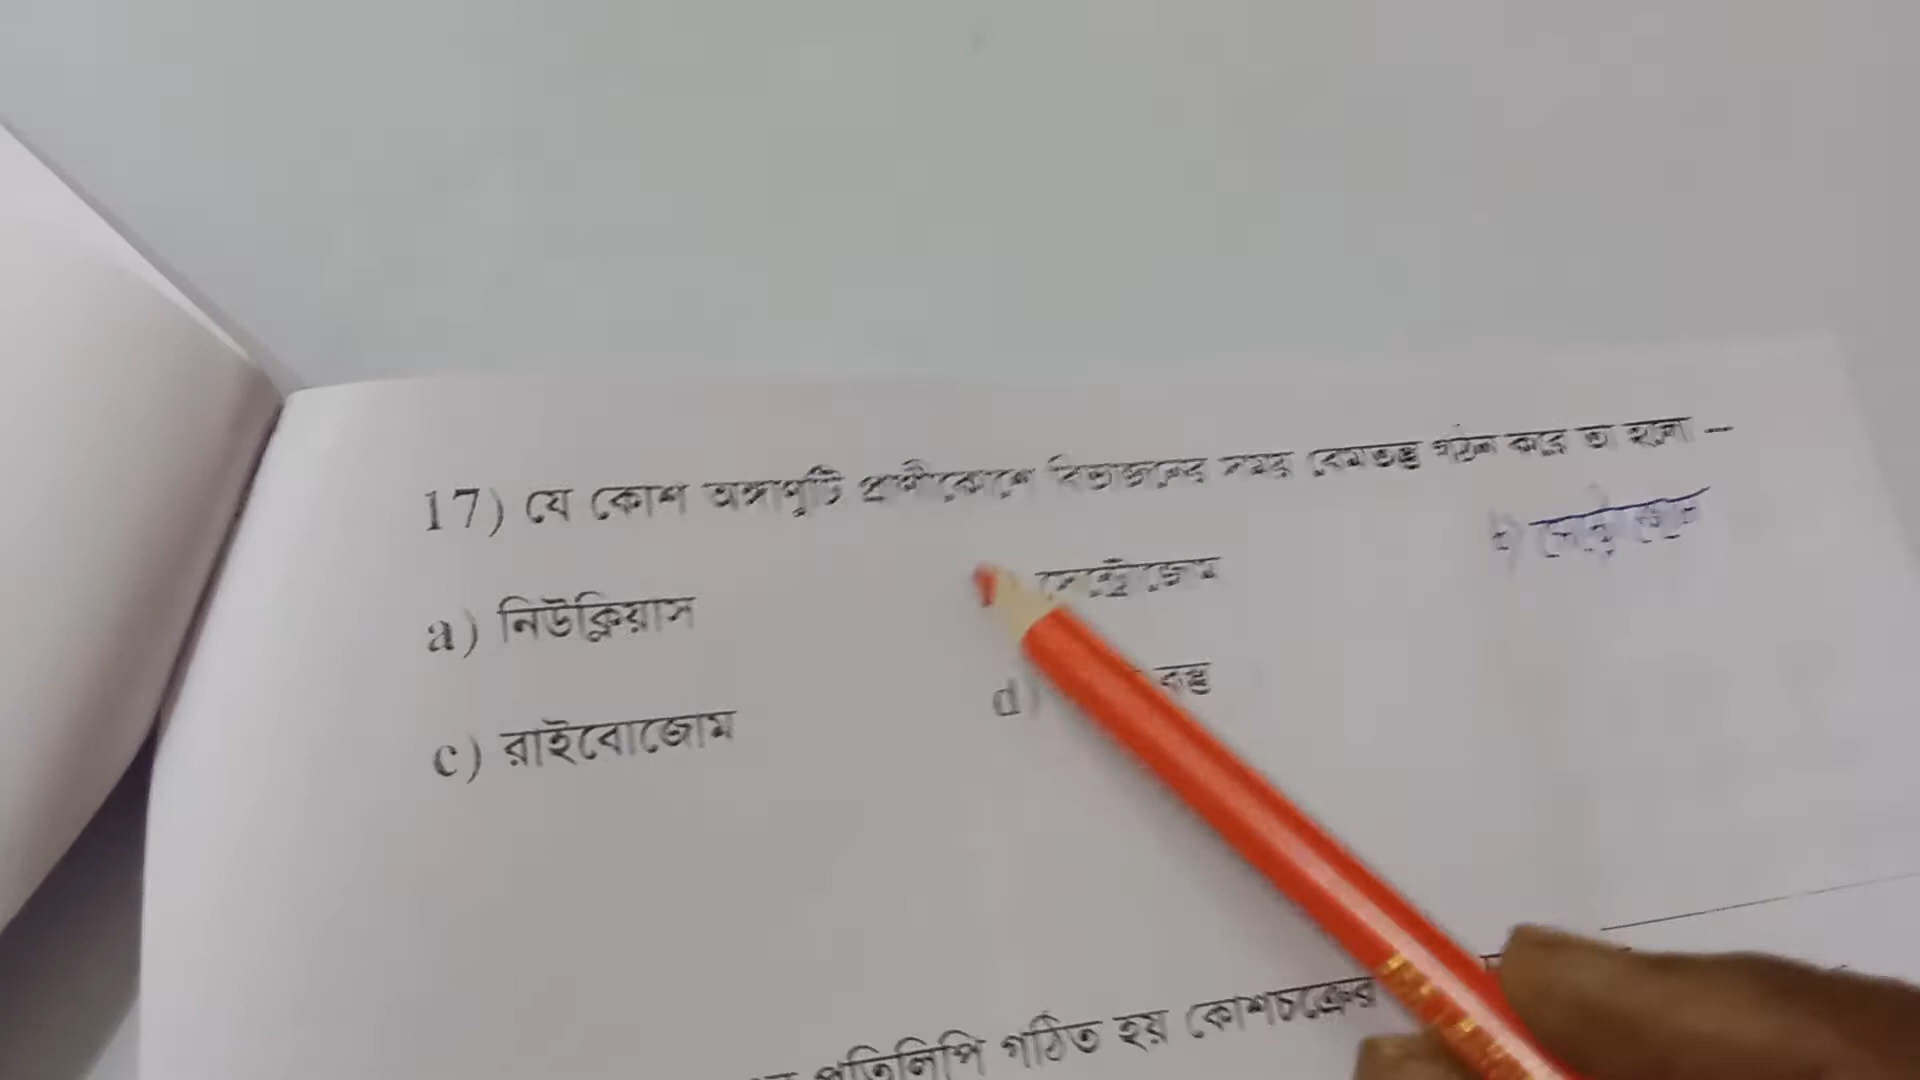 17) যে কোশ অঙ্গাণুটি প্রাণীকোশে বিভাজনের সময় বেমতন্তু গঠন করে তা হলো –
a) নিউক্লিয়াস সেন্ট্রোজোম
c) রাইবোজোম d)
প্রতিলিপি গঠিত হয় কোশচক্রের